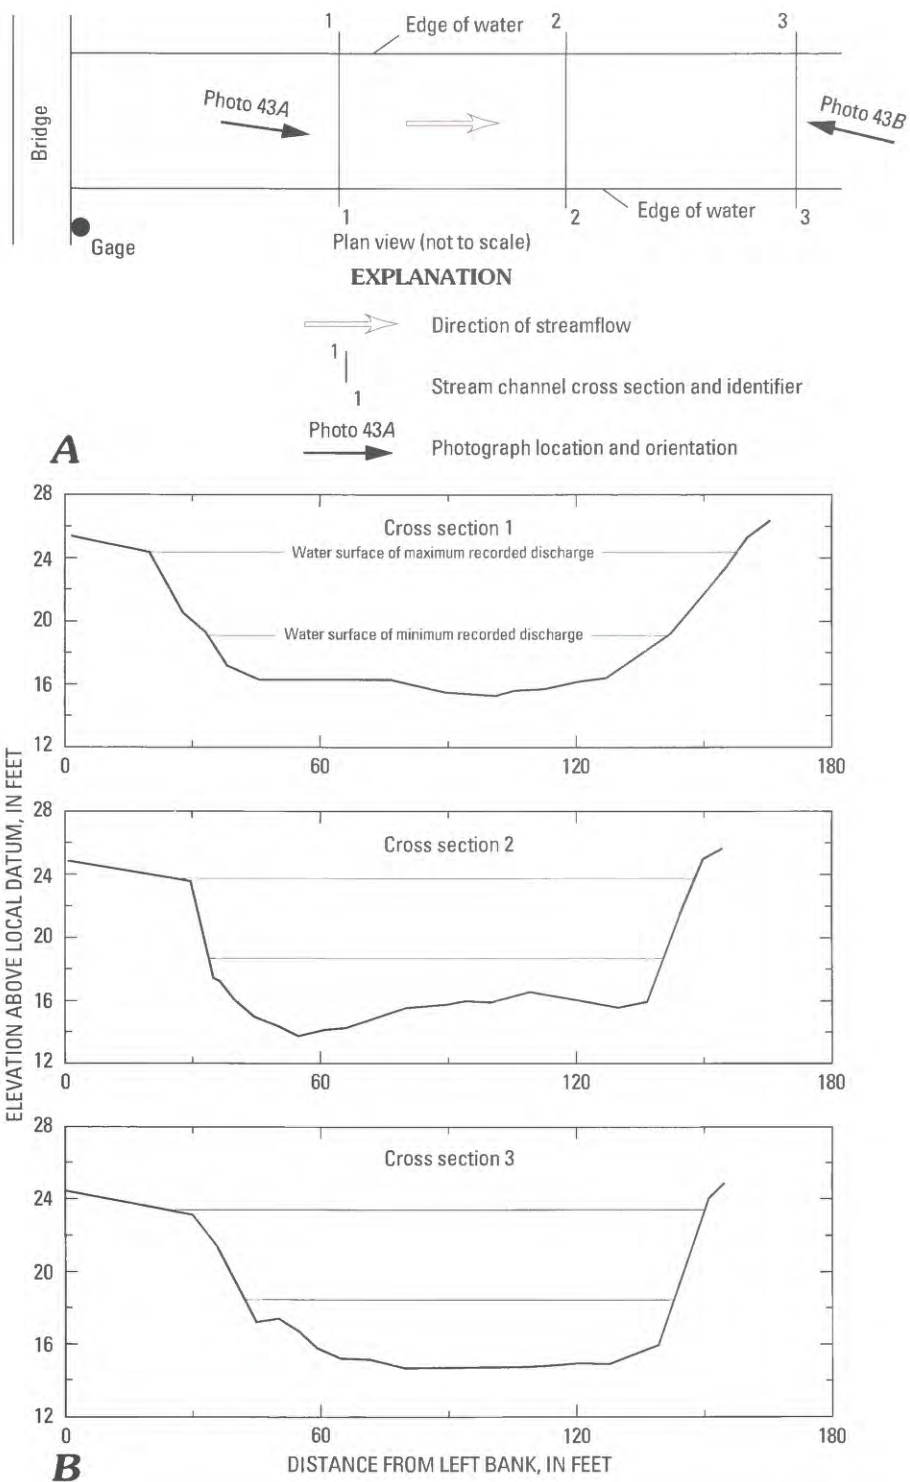 1 Edge of water 2 3
Photo 43A
Photo 43B
Bridge
1 2 Edge of water 3
Gage
Plan view (not to scale)
EXPLANATION
Direction of streamflow
1
Stream channel cross section and identifier
1
Photo 43A
Photograph location and orientation
A
ELEVATION ABOVE LOCAL DATUM, IN FEET
28
Cross section 1
24
Water surface of maximum recorded discharge
20
Water surface of minimum recorded discharge
16
12
0 60 120 180
28
Cross section 2
24
20
16
12
0 60 120 180
28
Cross section 3
24
20
16
12
0 60 120 180
B
DISTANCE FROM LEFT BANK, IN FEET